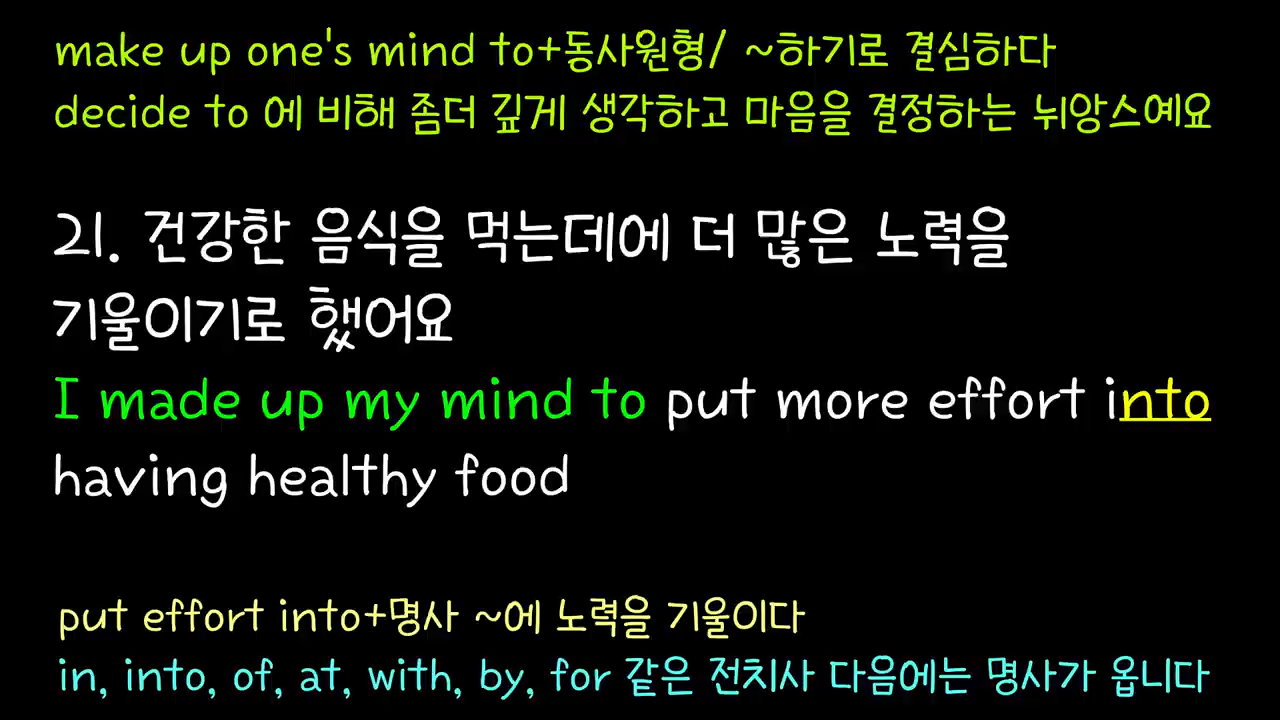 make up one's mind to+동사원형/ ~하기로 결심하다
decide to 에 비해 좀더 깊게 생각하고 마음을 결정하는 뉘앙스예요
21. 건강한 음식을 먹는데에 더 많은 노력을
기울이기로 했어요
I made up my mind to put more effort into
having healthy food
put effort into+명사 ~에 노력을 기울이다
in, into, of, at, with, by, for 같은 전치사 다음에는 명사가 옵니다